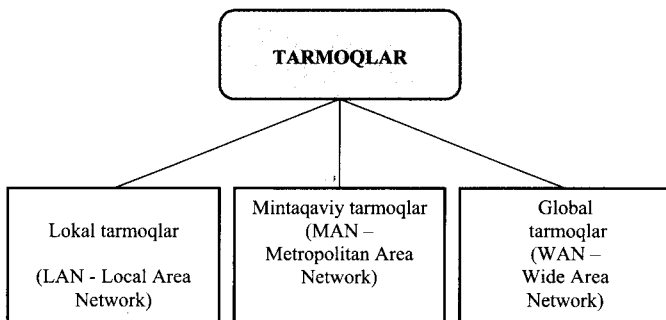 TARMOQLAR
Lokal tarmoqlar
(LAN - Local Area
Network)
Mintaqaviy tarmoqlar
(MAN –
Metropolitan Area
Network)
Global
tarmoqlar
(WAN –
Wide Area
Network)